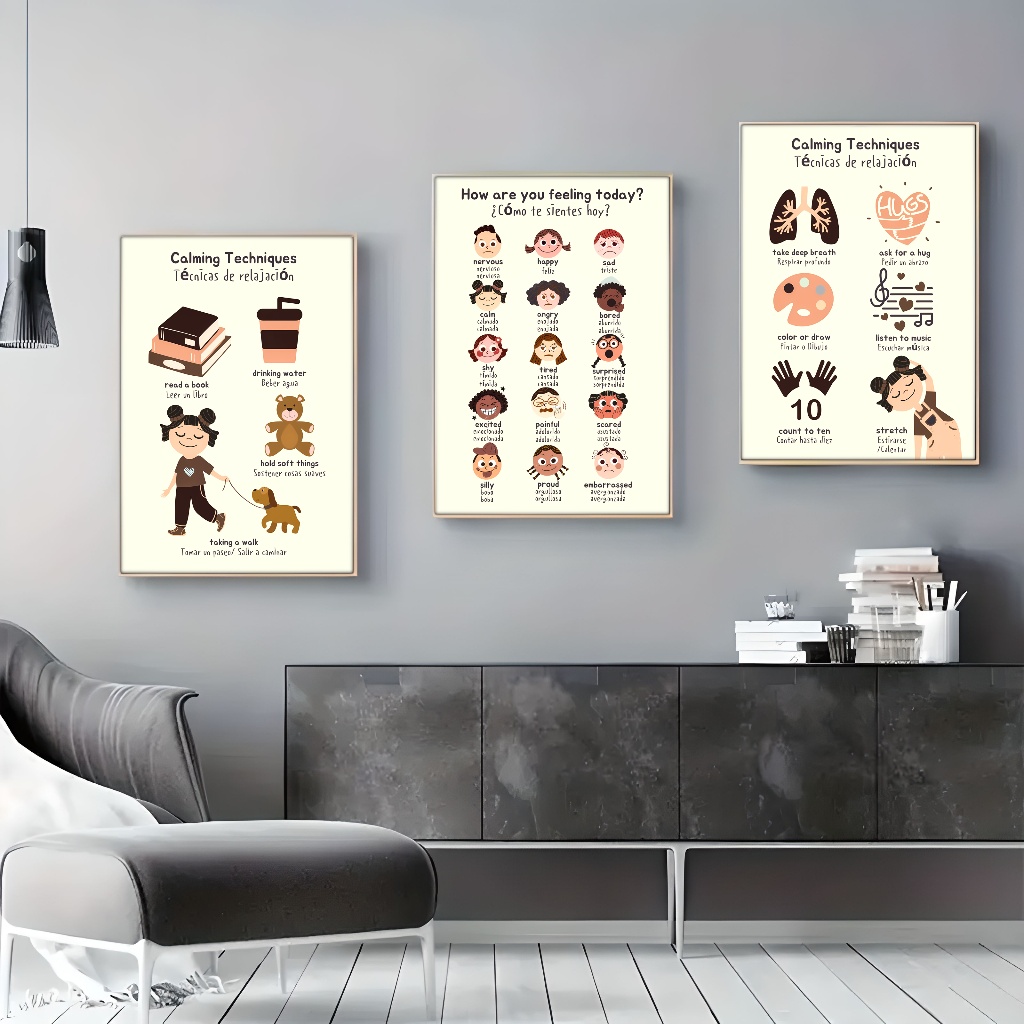 Calming Techniques
Técnicas de relajación
read a book
Leer un libro
drinking water
Beber agua
hold soft things
Sostener cosas suaves
taking a walk
Tomar un paseo/ Salir a caminar
How are you feeling today?
¿Cómo te sientes hoy?
nervous
nervioso
nerviosa
happy
feliz
sad
triste
calm
calmado
calmada
angry
enojado
enojada
bored
aburrido
aburrida
shy
tímido
tímida
tired
cansado
cansada
surprised
sorprendido
sorprendida
excited
emocionado
emocionada
painful
adolorido
adolorida
scared
asustado
asustada
silly
bobo
boba
proud
orgulloso
orgullosa
embarrassed
avergonzado
avergonzada
Calming Techniques
Técnicas de relajación
take deep breath
Respirar profundo
HUGS
ask for a hug
Pedir un abrazo
color or draw
Pintar o Dibujo
listen to music
Escuchar música
10
count to ten
Contar hasta diez
stretch
Estirarse
/Calentar